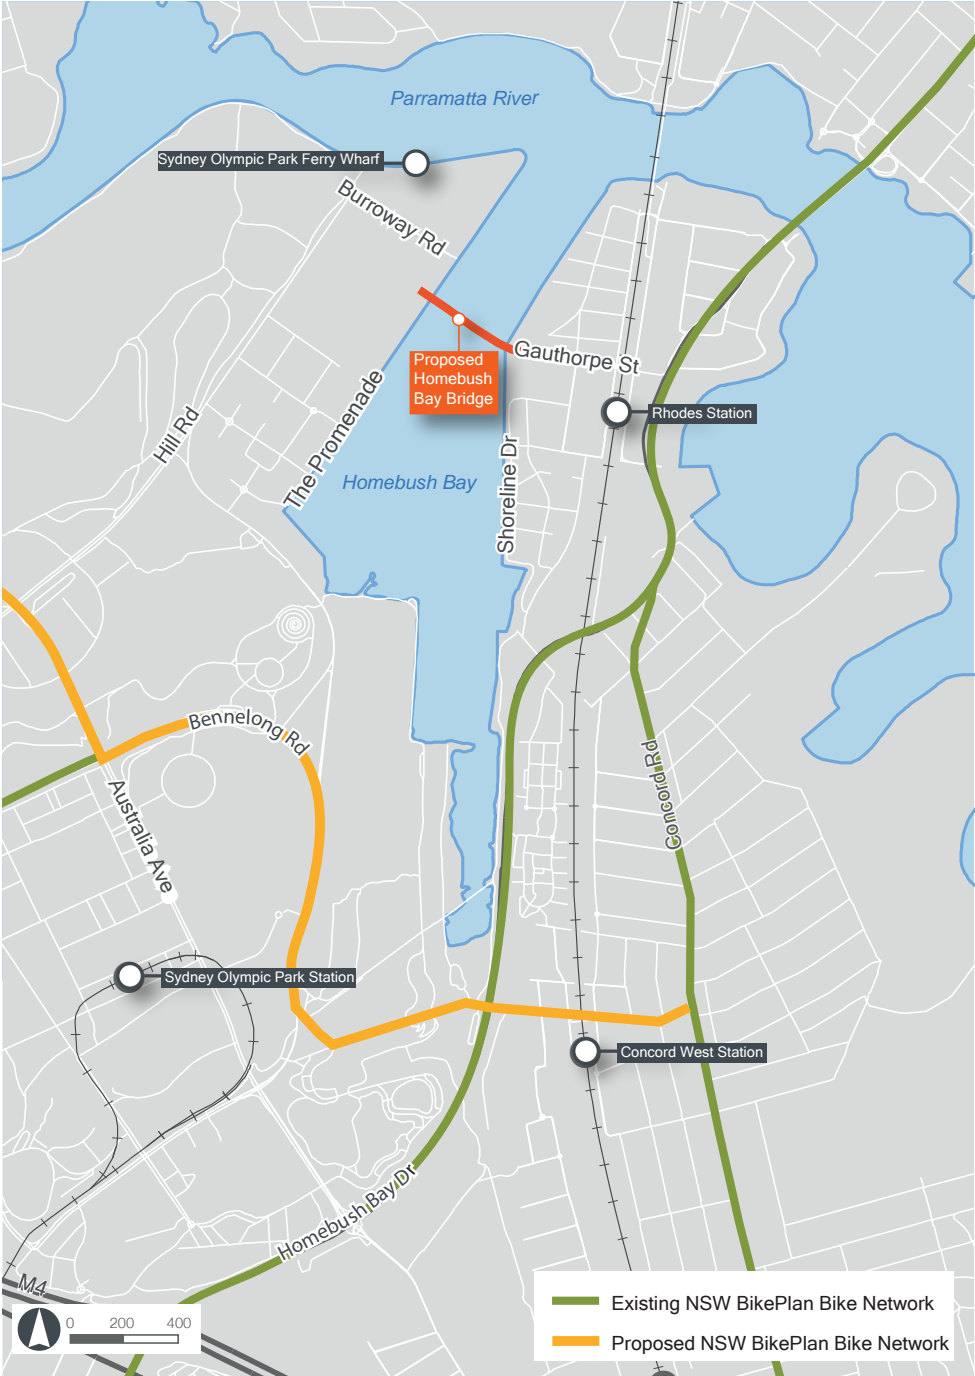 Parramatta River
Sydney Olympic Park Ferry Wharf
Burroway Rd
Gauthorpe St
Proposed
Homebush
Bay Bridge
Rhodes Station
The Promenade
Hill Rd
Homebush Bay
Shoreline Dr
Bennelong Rd
Concord Rd
Australia Ave
Sydney Olympic Park Station
Concord West Station
Homebush Bay Dr
M4
0 200 400
Existing NSW BikePlan Bike Network
Proposed NSW BikePlan Bike Network